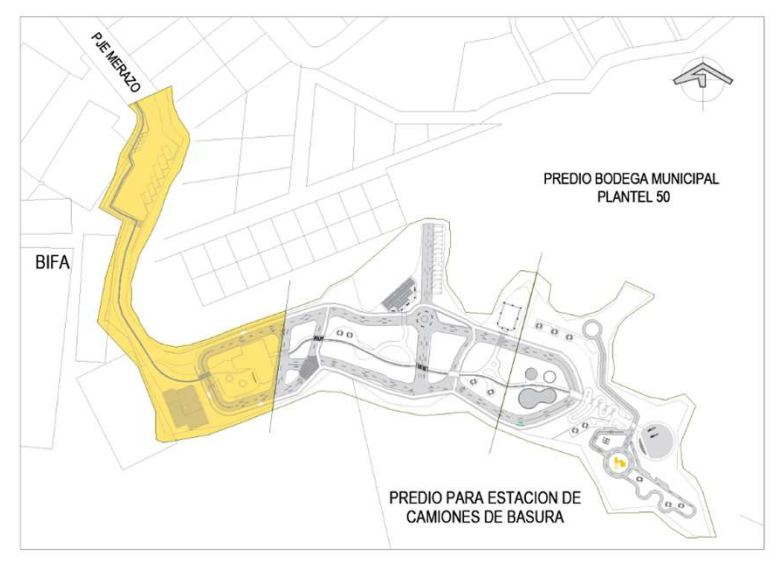 PJE MERAZO
PREDIO BODEGA MUNICIPAL
PLANTEL 50
BIFA
PREDIO PARA ESTACION DE
CAMIONES DE BASURA